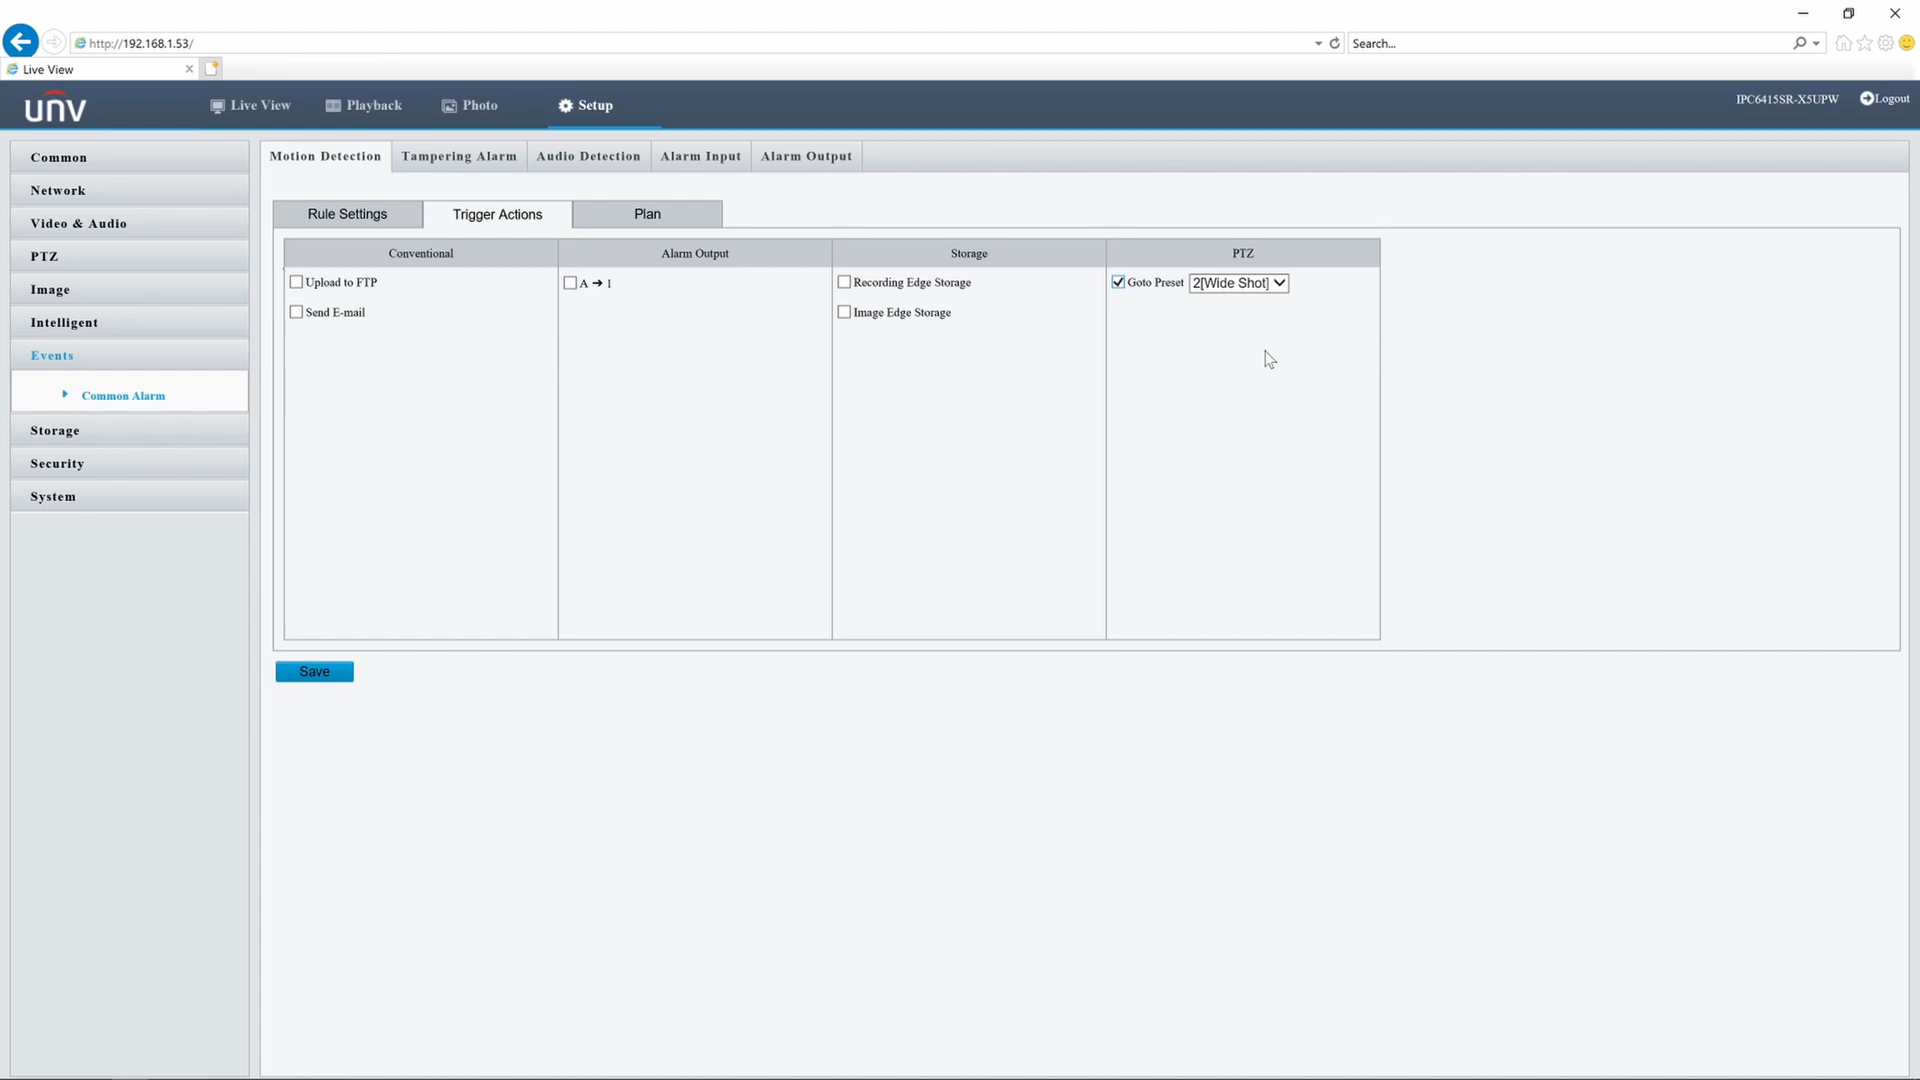 http://192.168.1.53/
Search...
Live View
unv
Live View
Playback
Photo
Setup
IPC6415SR-X5UPW
Logout
Common
Network
Video & Audio
PTZ
Image
Intelligent
Events
Common Alarm
Storage
Security
System
Motion Detection
Tampering Alarm
Audio Detection
Alarm Input
Alarm Output
Rule Settings
Trigger Actions
Plan
Conventional
Alarm Output
Storage
PTZ
Upload to FTP
A ➔ 1
Recording Edge Storage
Goto Preset 2[Wide Shot]
Send E-mail
Image Edge Storage
Save